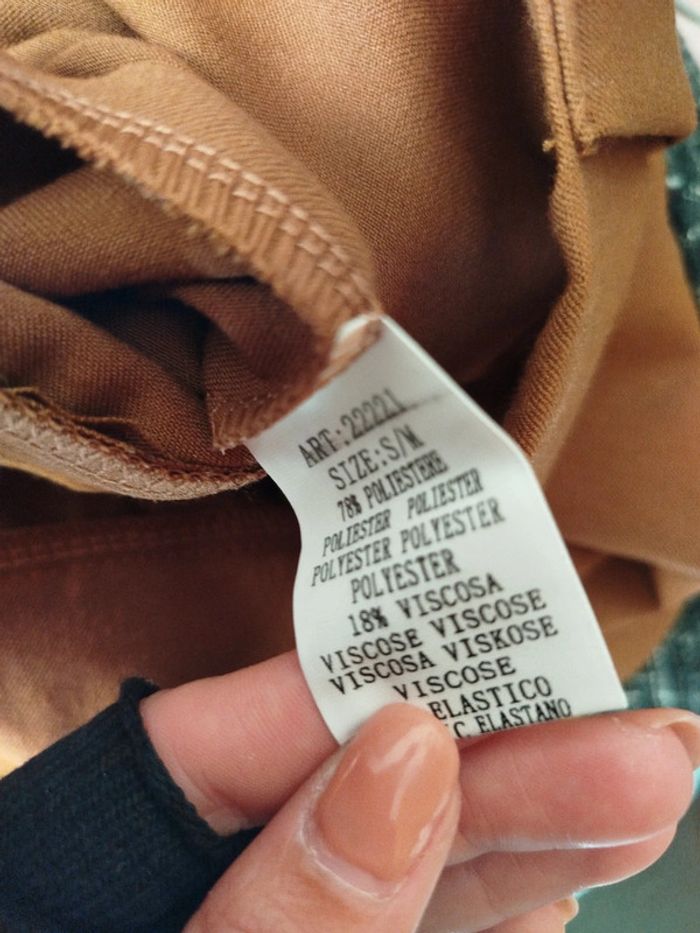 ART:22221
SIZE:S/M
78% POLIESTERE
POLIESTER POLIESTER
POLYESTER POLYESTER
POLYESTER
18% VISCOSA
VISCOSE VISCOSE
VISCOSA VISKOSE
VISCOSE
ELASTICO
ELASTANO